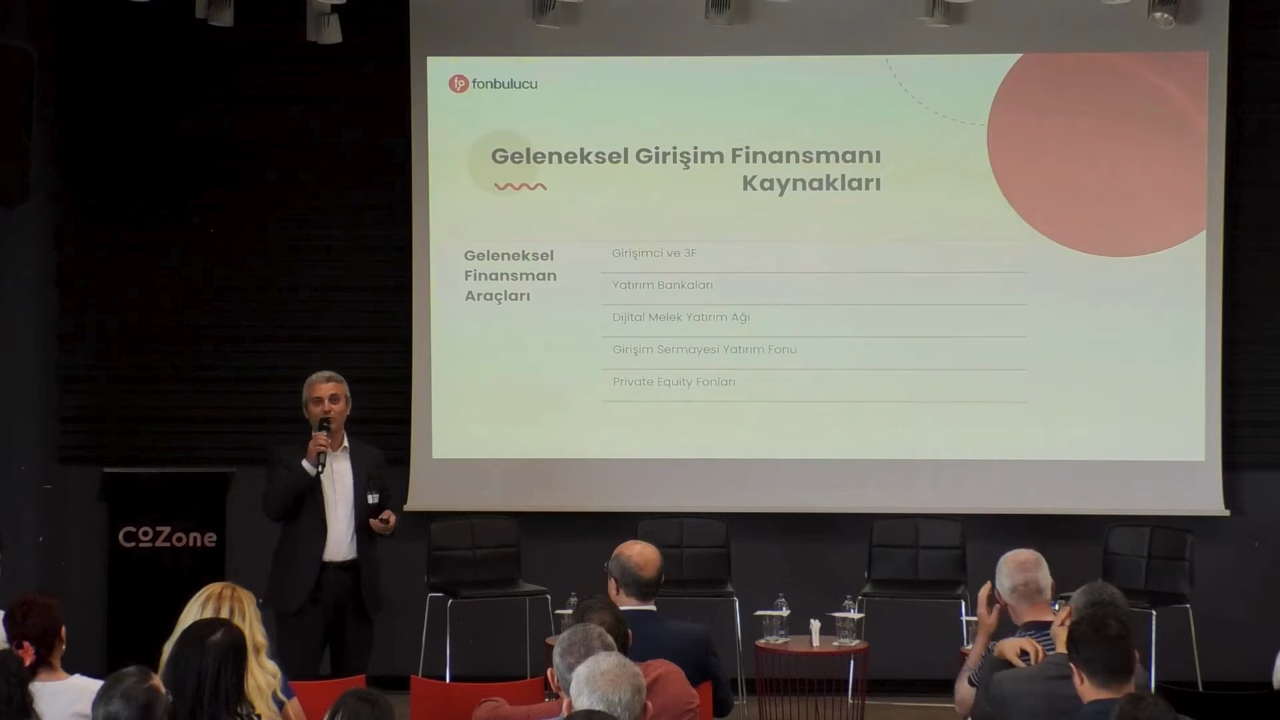 fonbulucu
Geleneksel Girişim Finansmanı
Kaynakları
Geleneksel
Finansman
Araçları
Girişimci ve 3F
Yatırım Bankaları
Dijital Melek Yatırım Ağı
Girişim Sermayesi Yatırım Fonu
Private Equity Fonları
CoZone